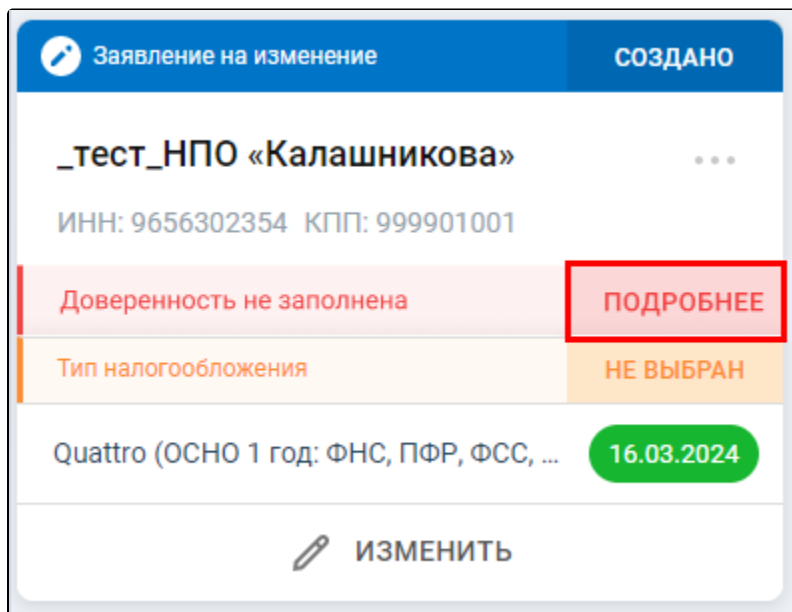 Заявление на изменение СОЗДАНО
_тест_НПО «Калашникова»
ИНН: 9656302354 КПП: 999901001
Доверенность не заполнена ПОДРОБНЕЕ
Тип налогообложения НЕ ВЫБРАН
Quattro (ОСНО 1 год: ФНС, ПФР, ФСС, ... 16.03.2024
ИЗМЕНИТЬ